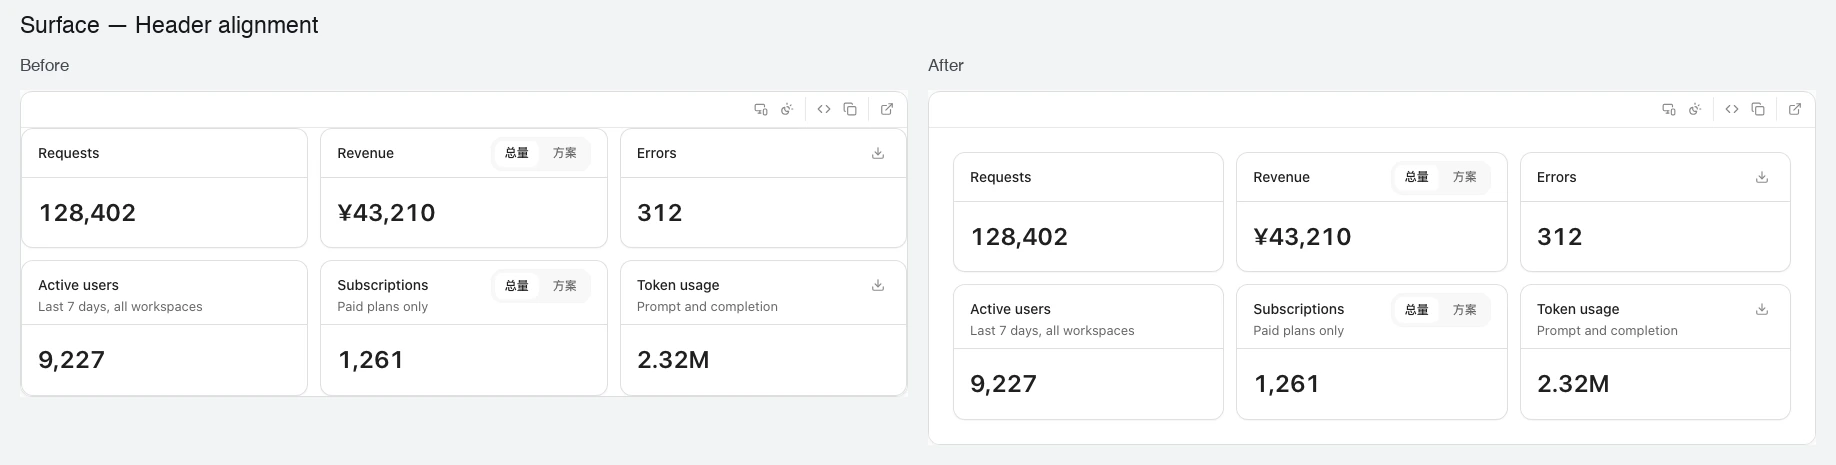 Surface — Header alignment
Before
Requests
Revenue 总量 方案
Errors
128,402
¥43,210
312
Active users
Last 7 days, all workspaces
Subscriptions 总量 方案
Paid plans only
Token usage
Prompt and completion
9,227
1,261
2.32M
After
Requests
Revenue 总量 方案
Errors
128,402
¥43,210
312
Active users
Last 7 days, all workspaces
Subscriptions 总量 方案
Paid plans only
Token usage
Prompt and completion
9,227
1,261
2.32M